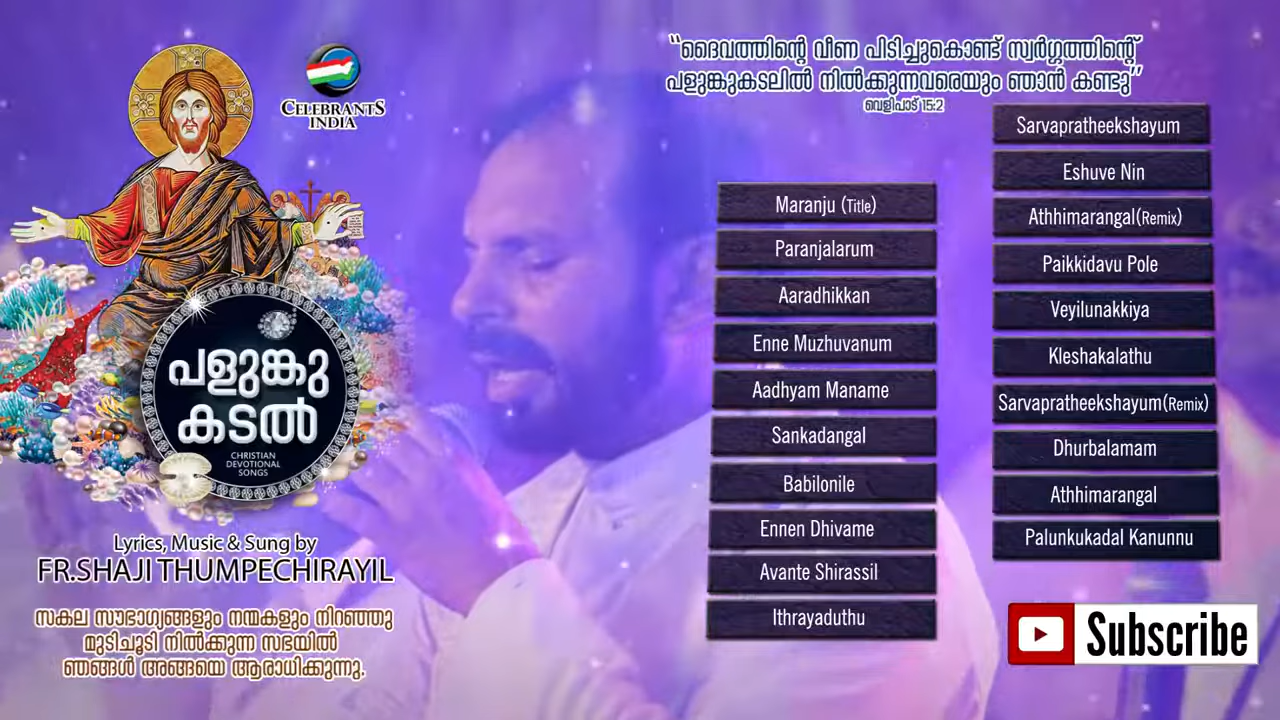 CELEBRANTS
INDIA
പളുങ്കു
കടൽ
CHRISTIAN
DEVOTIONAL
SONGS
Lyrics, Music & Sung by
FR.SHAJI THUMPECHIRAYIL
സകല സൗഭാഗ്യങ്ങളും നന്മകളും നിറഞ്ഞു
മുടിചൂടി നിൽക്കുന്ന സഭയിൽ
ഞങ്ങൾ അങ്ങയെ ആരാധിക്കുന്നു.
“ദൈവത്തിന്റെ വീണ പിടിച്ചുകൊണ്ട് സ്വർഗ്ഗത്തിന്റെ
പളുങ്കുകടലിൽ നിൽക്കുന്നവരെയും ഞാൻ കണ്ടു”
വെളിപാട് 15:2
Maranju (Title)
Paranjalarum
Aaradhikkan
Enne Muzhuvanum
Aadhyam Maname
Sankadangal
Babilonile
Ennen Dhivame
Avante Shirassil
Ithrayaduthu
Sarvapratheekshayum
Eshuve Nin
Athhimarangal(Remix)
Paikkidavu Pole
Veyilunakkiya
Kleshakalathu
Sarvapratheekshayum(Remix)
Dhurbalamam
Athhimarangal
Palunkukadal Kanunnu
Subscribe